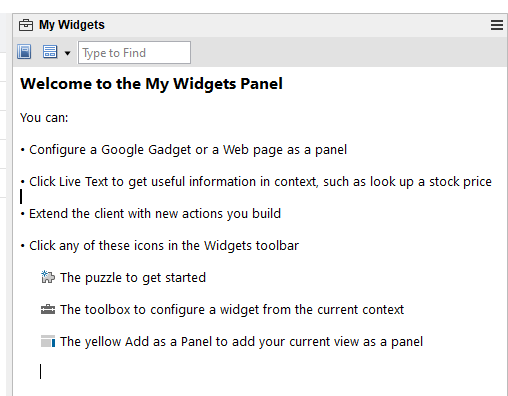 My Widgets
Type to Find
Welcome to the My Widgets Panel
You can:
• Configure a Google Gadget or a Web page as a panel
• Click Live Text to get useful information in context, such as look up a stock price
• Extend the client with new actions you build
• Click any of these icons in the Widgets toolbar
The puzzle to get started
The toolbox to configure a widget from the current context
The yellow Add as a Panel to add your current view as a panel